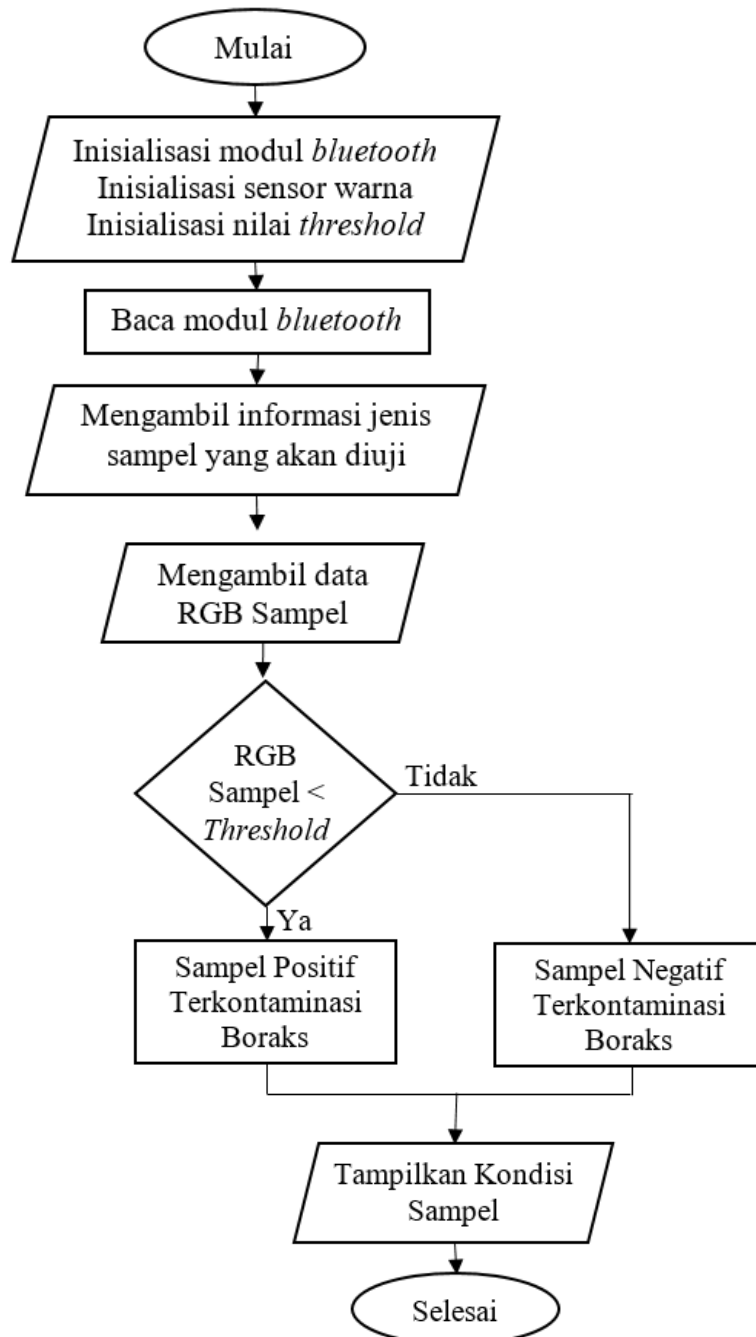 Mulai
Inisialisasi modul bluetooth
Inisialisasi sensor warna
Inisialisasi nilai threshold
Baca modul bluetooth
Mengambil informasi jenis
sampel yang akan diuji
Mengambil data
RGB Sampel
RGB
Sampel <
Threshold
Tidak
Ya
Sampel Positif
Terkontaminasi
Boraks
Sampel Negatif
Terkontaminasi
Boraks
Tampilkan Kondisi
Sampel
Selesai